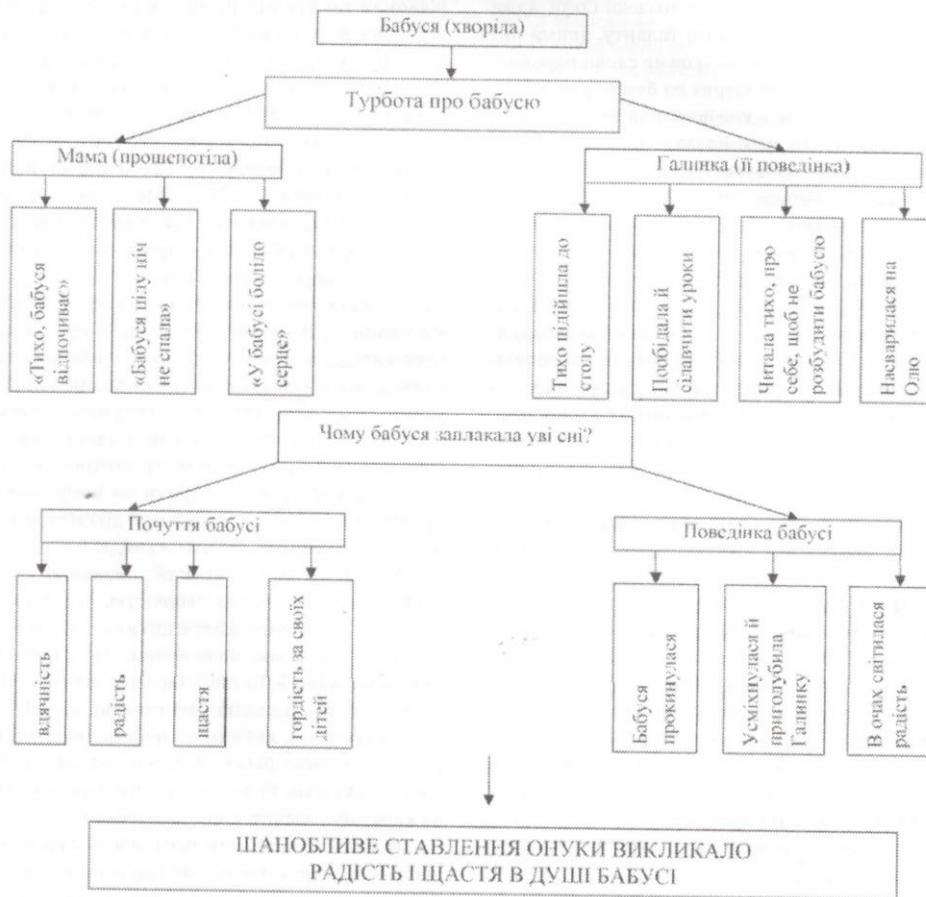 Бабуся (хворіла)
Турбота про бабусю
Мама (прошепотіла)
«Тихо, бабуся
відпочиває»
«Бабуся цілу ніч
не спала»
«У бабусі боліло
серце»
Галинка (її поведінка)
Тихо підійшла до
столу
Пообідала й
сілавчити уроки
Читала тихо, про
себе, щоб не
розбудити бабусю
Насварилася на
Олю
Чому бабуся заплакала уві сні?
Почуття бабусі
вдячність
радість
щастя
гордість за своїх
дітей
Поведінка бабусі
Бабуся
прокинулася
Усміхнулася й
приголубила
Галинку
В очах світилася
радість
ШАНОБЛИВЕ СТАВЛЕННЯ ОНУКИ ВИКЛИКАЛО
РАДІСТЬ І ЩАСТЯ В ДУШІ БАБУСІ